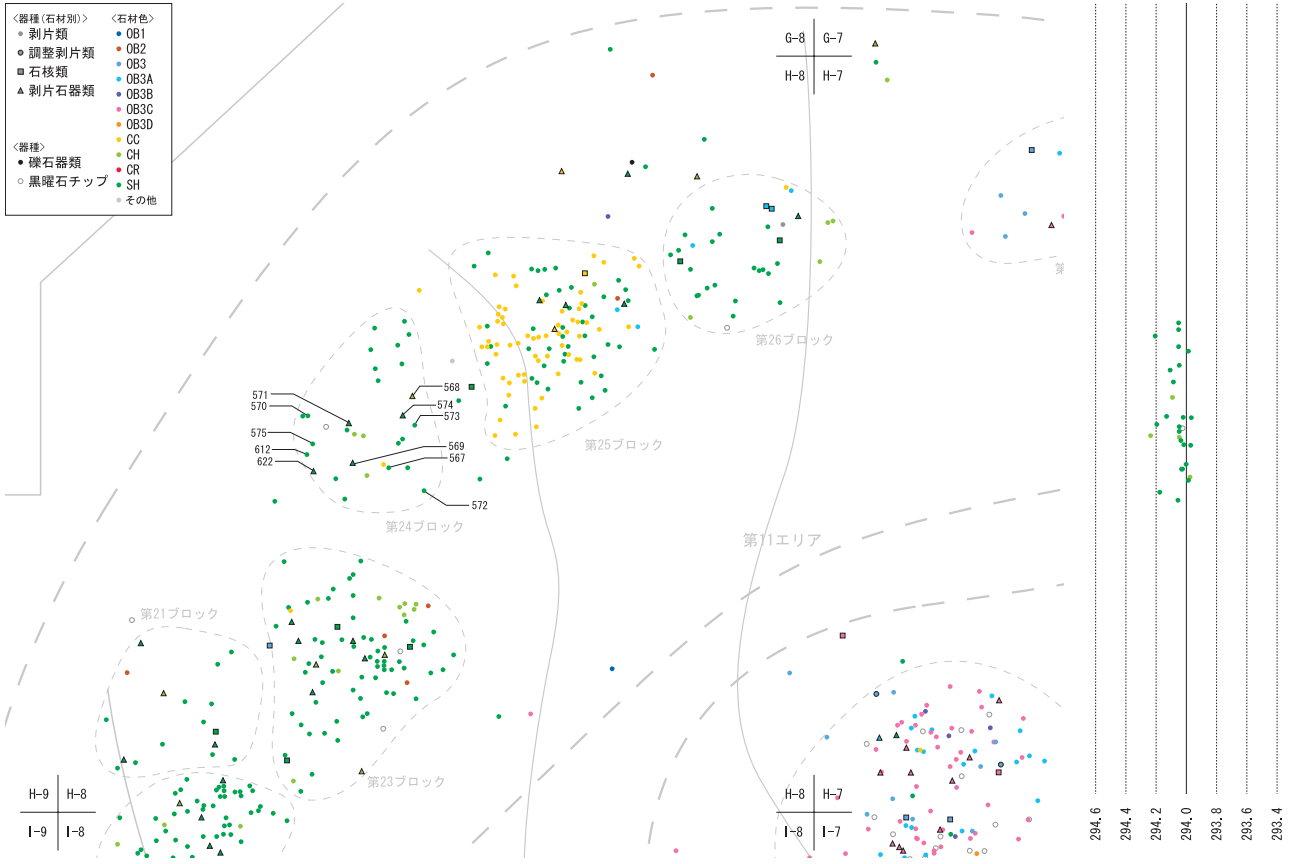 〈器種(石材別)〉
剥片類
調整剥片類
石核類
剥片石器類
〈器種〉
礫石器類
黒曜石チップ
〈石材色〉
OB1
OB2
OB3
OB3A
OB3B
OB3C
OB3D
CC
CH
CR
SH
その他
G-8
G-7
H-8
H-7
第26ブロック
第
第25ブロック
571
570
575
612
622
568
574
573
569
567
572
第24ブロック
第11エリア
第21ブロック
第23ブロック
H-9
H-8
I-9
I-8
H-8
H-7
I-8
I-7
294.6
294.4
294.2
294.0
293.8
293.6
293.4